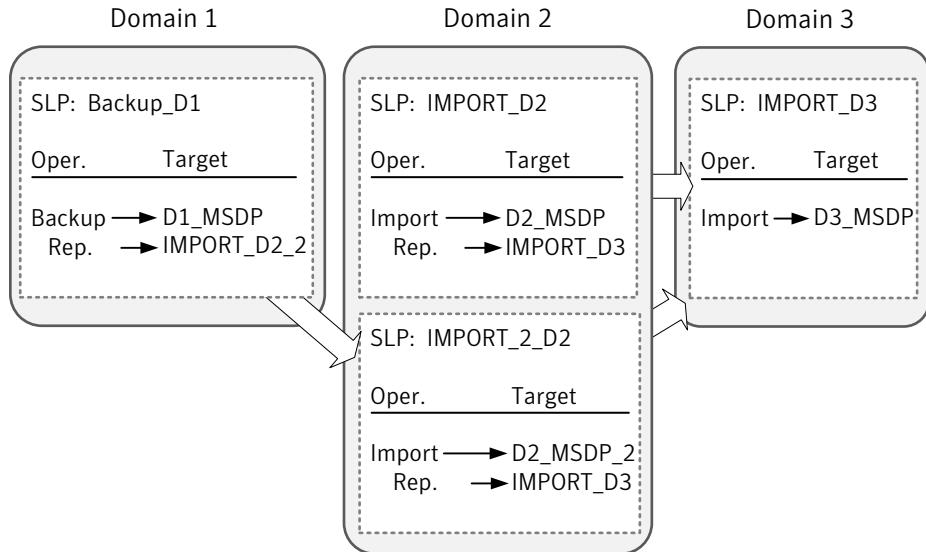 Domain 1
Domain 2
Domain 3
SLP: Backup_D1
Oper. Target
Backup D1_MSDP
Rep. IMPORT_D2_2
SLP: IMPORT_D2
Oper. Target
Import D2_MSDP
Rep. IMPORT_D3
SLP: IMPORT_2_D2
Oper. Target
Import D2_MSDP_2
Rep. IMPORT_D3
SLP: IMPORT_D3
Oper. Target
Import D3_MSDP